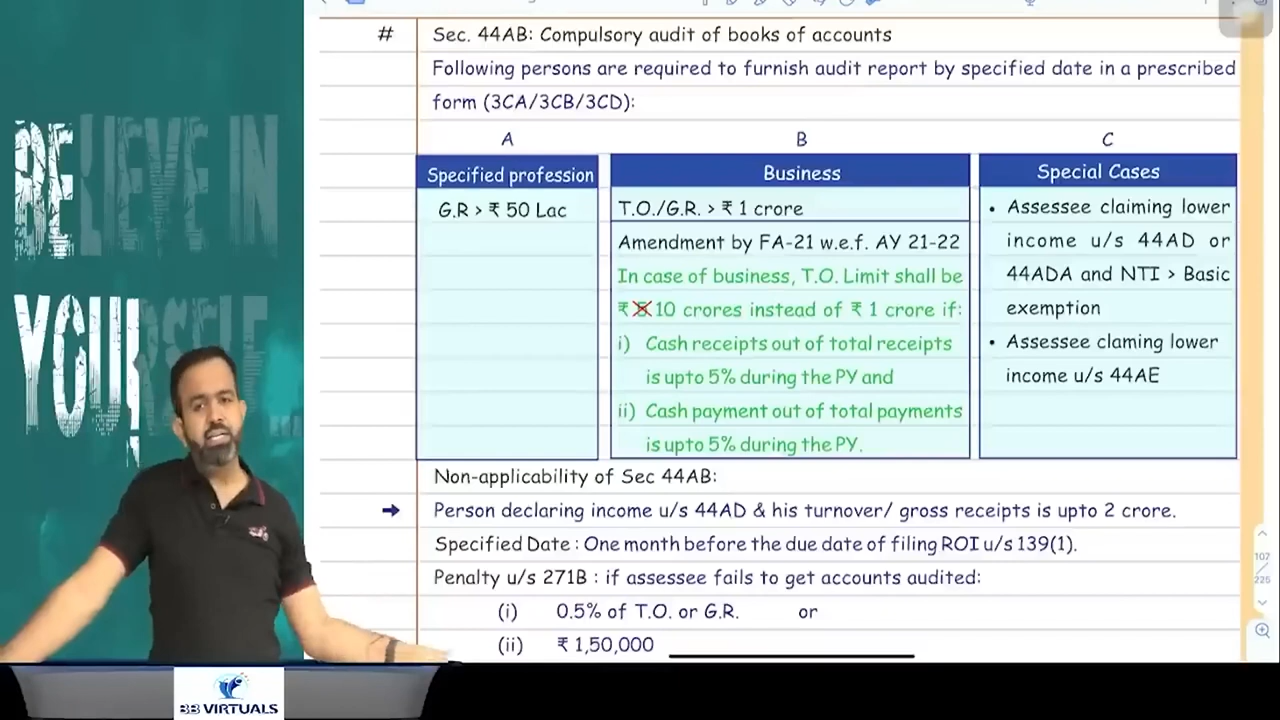 BELIEVE IN
YOURSELF...
# Sec. 44AB: Compulsory audit of books of accounts
Following persons are required to furnish audit report by specified date in a prescribed
form (3CA/3CB/3CD):
A
Specified profession
G.R > ₹ 50 Lac
B
Business
T.O./G.R. > ₹ 1 crore
Amendment by FA-21 w.e.f. AY 21-22
In case of business, T.O. Limit shall be
₹ 5 10 crores instead of ₹ 1 crore if:
i) Cash receipts out of total receipts
is upto 5% during the PY and
ii) Cash payment out of total payments
is upto 5% during the PY.
C
Special Cases
• Assessee claiming lower
income u/s 44AD or
44ADA and NTI > Basic
exemption
• Assessee claming lower
income u/s 44AE
Non-applicability of Sec 44AB:
➔ Person declaring income u/s 44AD & his turnover/ gross receipts is upto 2 crore.
Specified Date : One month before the due date of filing ROI u/s 139(1).
Penalty u/s 271B : if assessee fails to get accounts audited:
(i) 0.5% of T.O. or G.R. or
(ii) ₹ 1,50,000
107
225
BB VIRTUALS